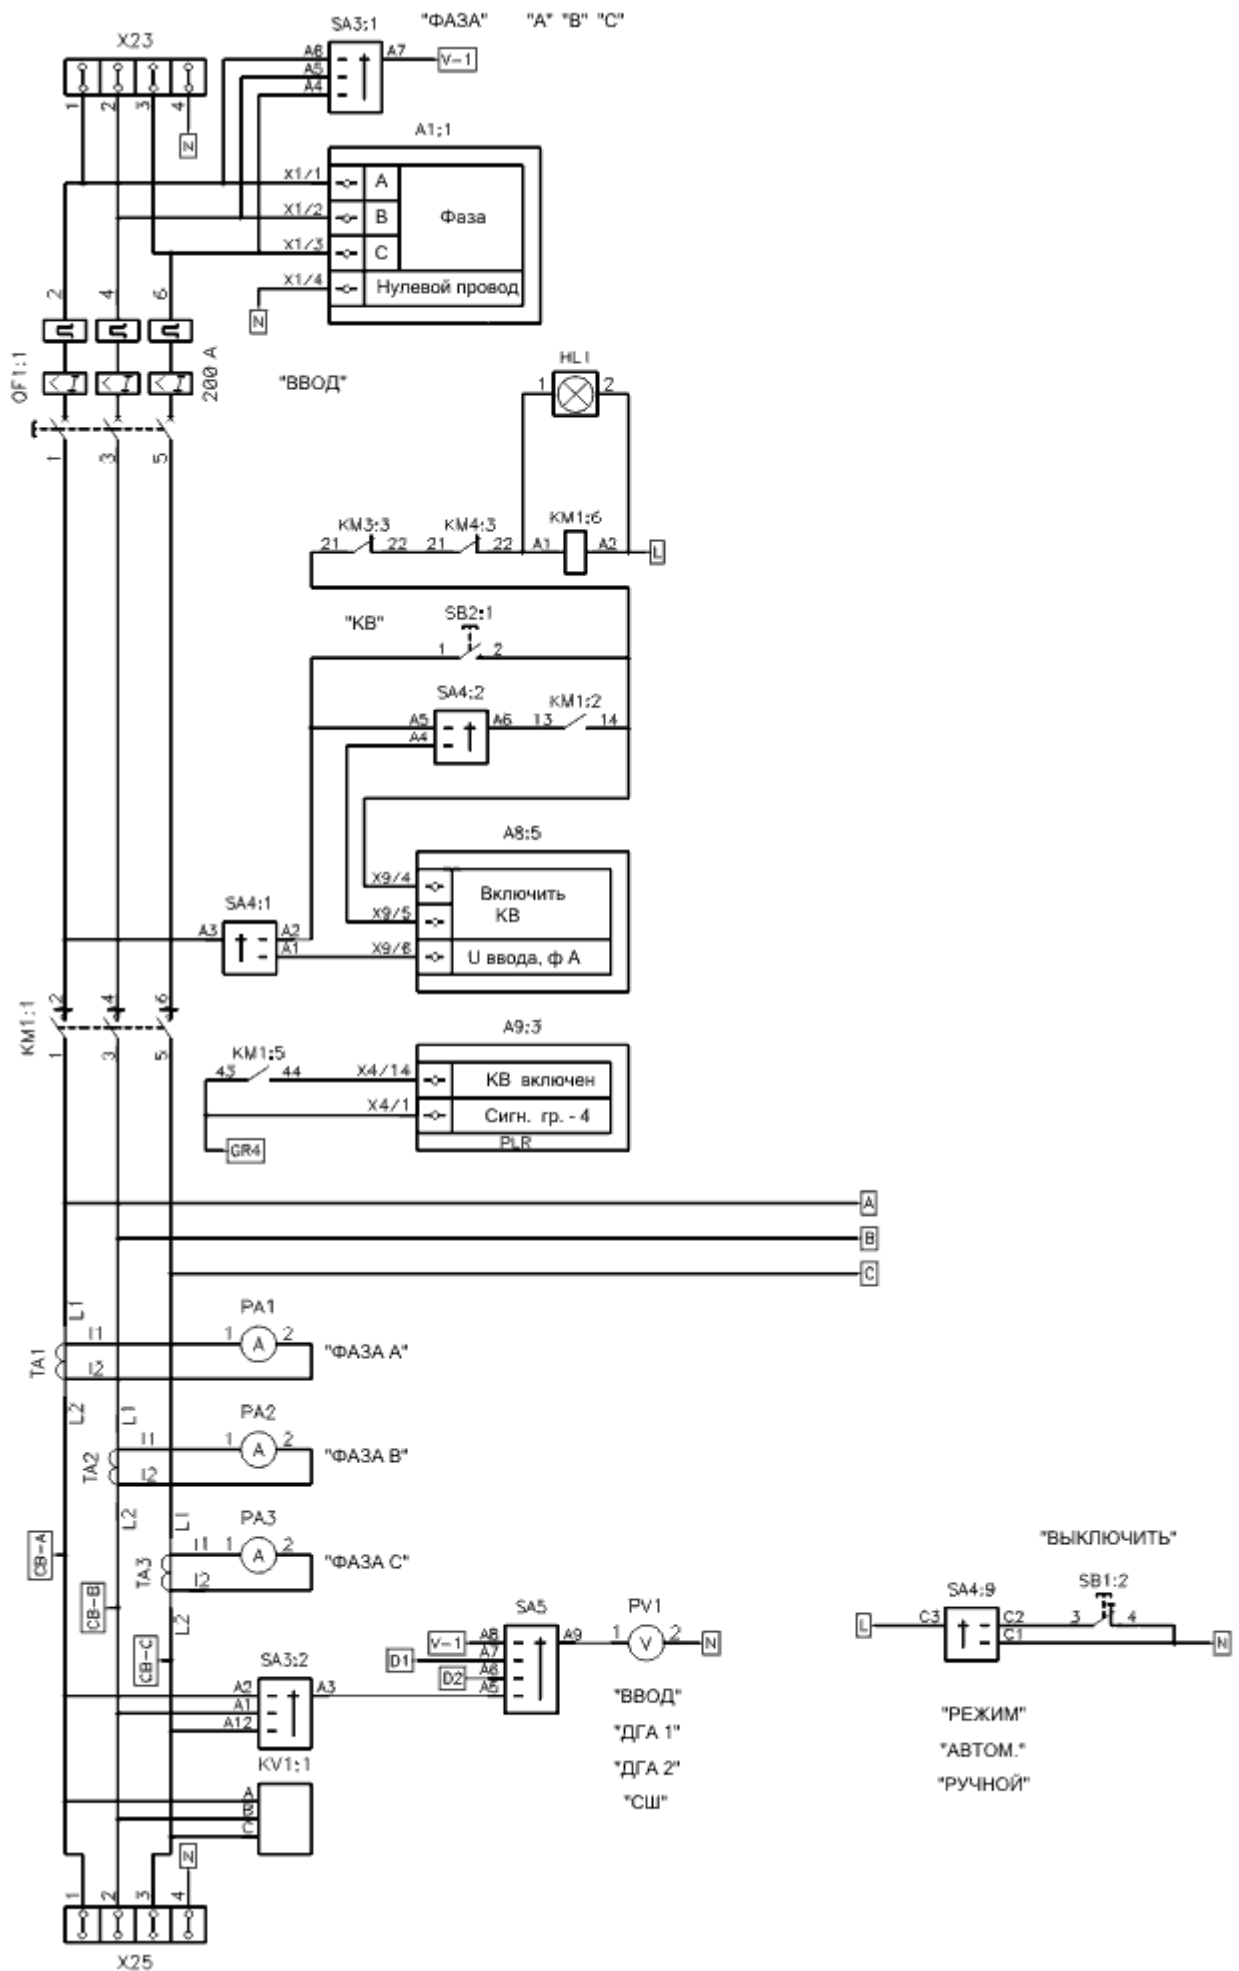 SA3:1 "ФАЗА" "A" "B" "C"
X23
A6 A7 V-1
A5
A4
1 2 3 4
N
A1:1
X1/1 A
X1/2 B Фаза
X1/3 C
X1/4 Нулевой провод
N
2 4 6
QF1:1
200 A
"ВВОД"
HL1
1 2
1 3 5
KM3:3 KM4:3 KM1:6
21 22 21 22 A1 A2 L
"КВ"
SB2:1
1 2
SA4:2 KM1:2
A5 A6 13 14
A4
A8:5
X9/4 Включить
X9/5 КВ
X9/6 U ввода, ф А
SA4:1
A3 A2
A1
KM1:1
2 4 6
1 3 5
A9:3
KM1:5
43 44 X4/14 КВ включен
X4/1 Сигн. гр. - 4
GR4 PLR
A
B
C
L1
PA1
TA1 I1 1 A 2 "ФАЗА А"
I2
L2 L1
PA2
TA2 I1 1 A 2 "ФАЗА В"
I2
L2 L1
PA3
TA3 I1 1 A 2 "ФАЗА С"
I2
L2
CB-A
CB-B
CB-C
SA5 PV1
V-1 A8 A9 1 V 2 N
D1 A7
D2 A6
A5
SA3:2
A2 A3
A1
A12
"ВВОД"
"ДГА 1"
"ДГА 2"
"СШ"
"ВЫКЛЮЧИТЬ"
SA4:9 SB1:2
L C3 C2 3 4
C1 N
"РЕЖИМ"
"АВТОМ."
"РУЧНОЙ"
KV1:1
A
B
C
N
1 2 3 4
X25